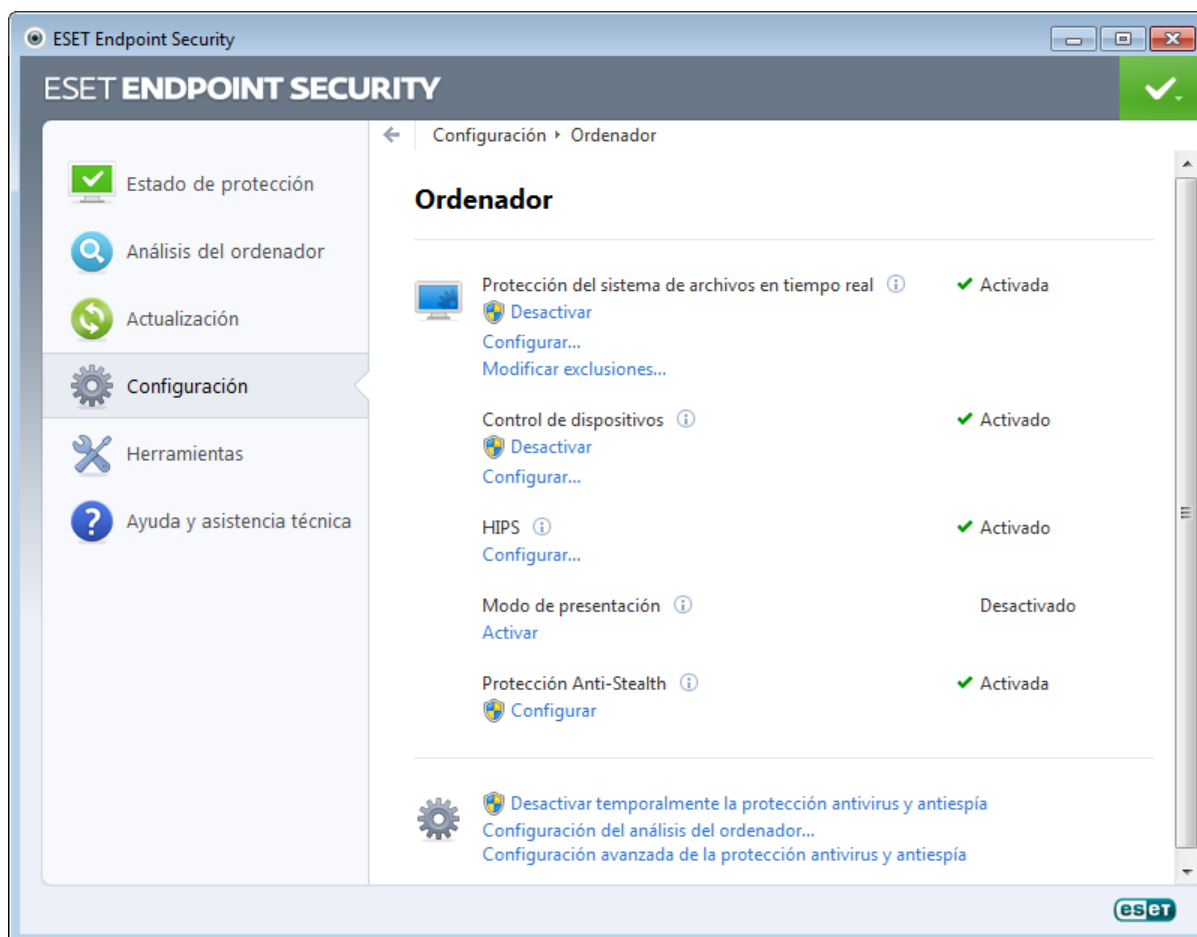 ESET Endpoint Security
ESET ENDPOINT SECURITY
Configuración ‣ Ordenador
Estado de protección
Análisis del ordenador
Actualización
Configuración
Herramientas
Ayuda y asistencia técnica
Ordenador
Protección del sistema de archivos en tiempo real Activada
Desactivar
Configurar...
Modificar exclusiones...
Control de dispositivos Activado
Desactivar
Configurar...
HIPS Activado
Configurar...
Modo de presentación Desactivado
Activar
Protección Anti-Stealth Activada
Configurar
Desactivar temporalmente la protección antivirus y antiespía
Configuración del análisis del ordenador...
Configuración avanzada de la protección antivirus y antiespía
eset